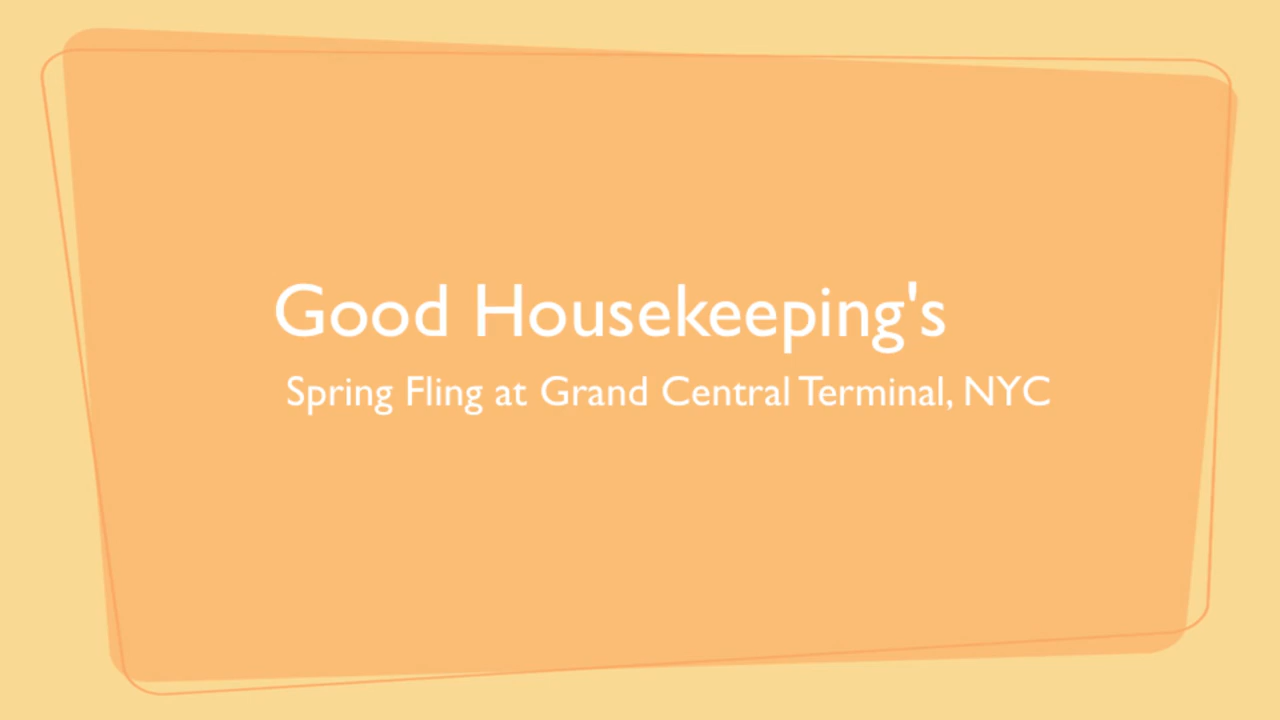 Good Housekeeping's
Spring Fling at Grand Central Terminal, NYC